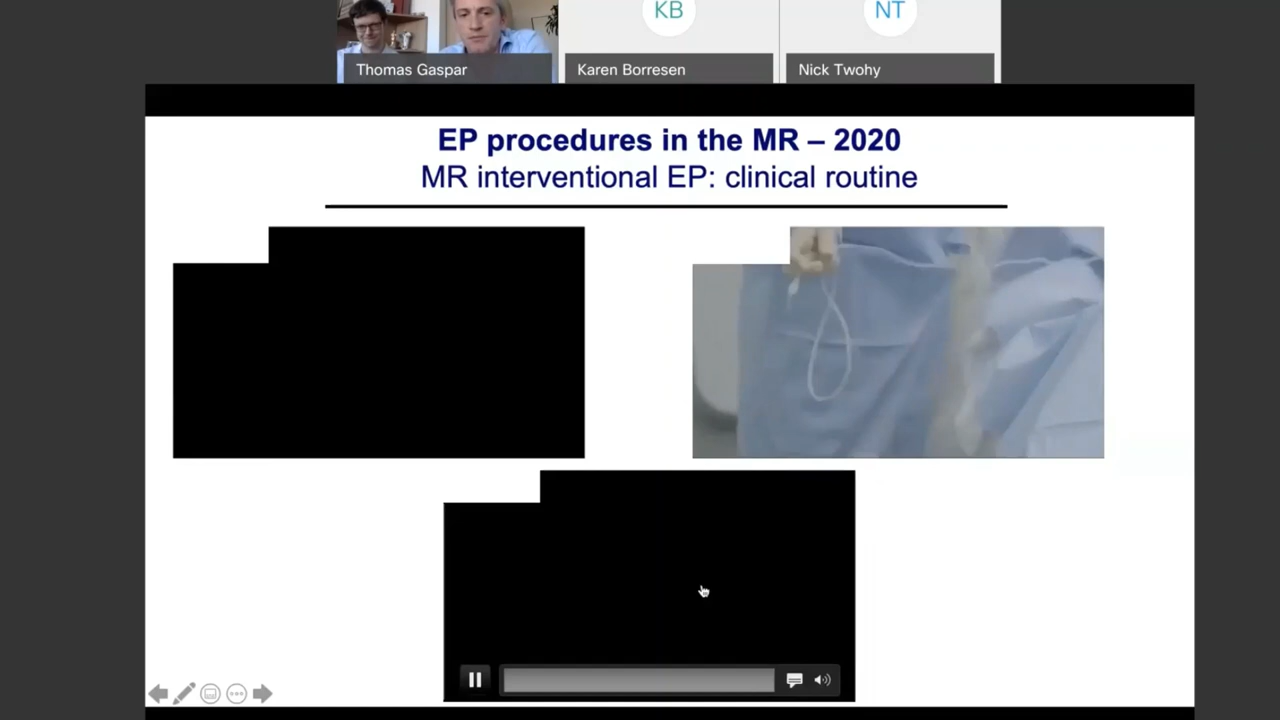 KB
NT
Thomas Gaspar
Karen Borresen
Nick Twohy
EP procedures in the MR – 2020
MR interventional EP: clinical routine